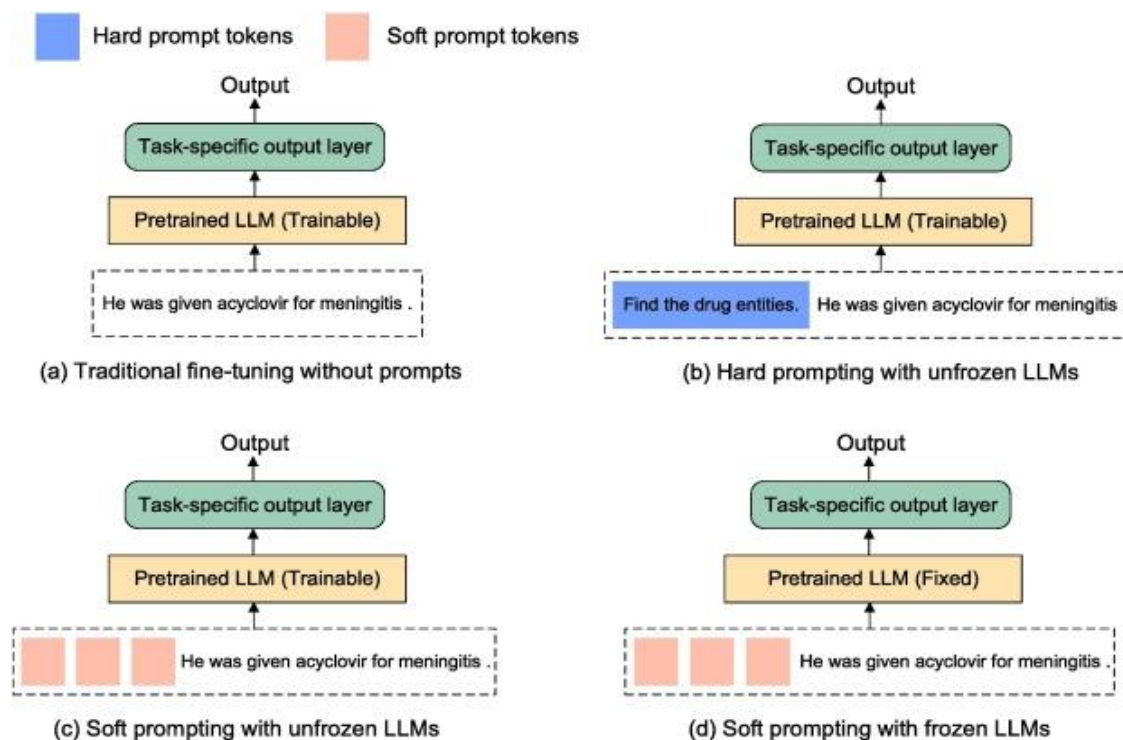 Hard prompt tokens
Soft prompt tokens
Output
Task-specific output layer
Pretrained LLM (Trainable)
He was given acyclovir for meningitis .
(a) Traditional fine-tuning without prompts
Output
Task-specific output layer
Pretrained LLM (Trainable)
Find the drug entities. He was given acyclovir for meningitis
(b) Hard prompting with unfrozen LLMs
Output
Task-specific output layer
Pretrained LLM (Trainable)
He was given acyclovir for meningitis .
(c) Soft prompting with unfrozen LLMs
Output
Task-specific output layer
Pretrained LLM (Fixed)
He was given acyclovir for meningitis .
(d) Soft prompting with frozen LLMs